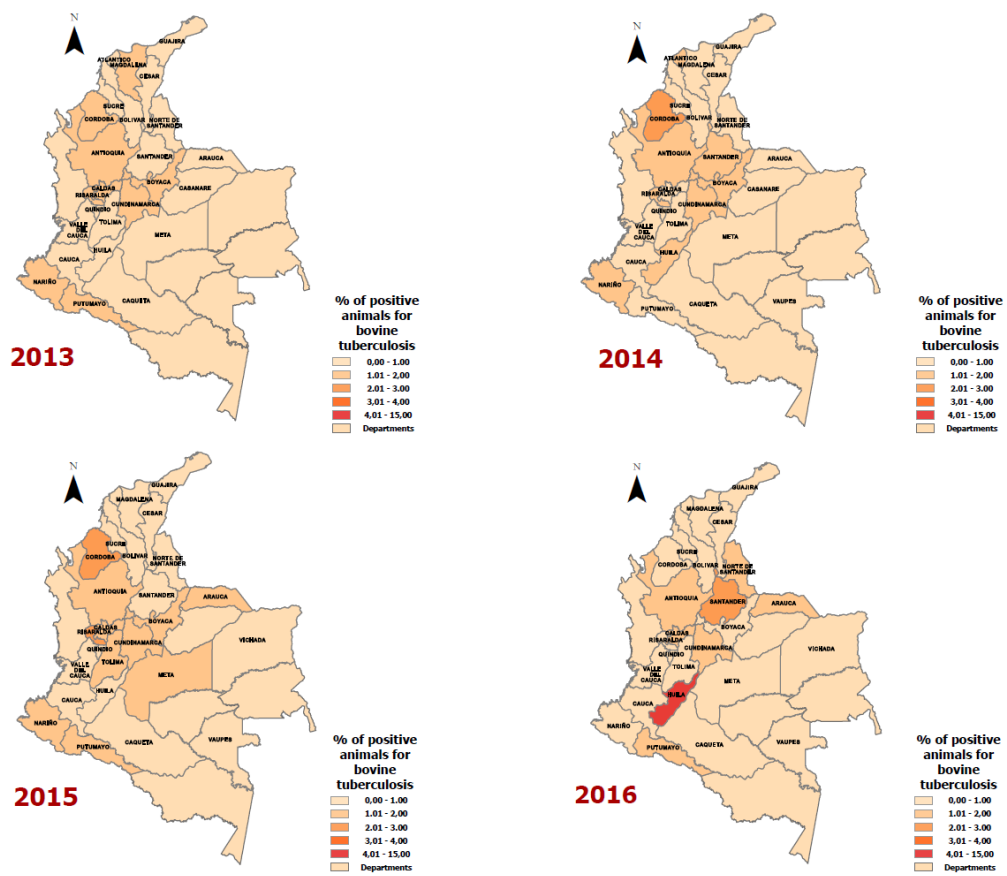 N
GUAJIRA
ATLANTICO
MAGDALENA
CESAR
SUCRE
CORDOBA
BOLIVAR
NORTE DE
SANTANDER
ANTIOQUIA
SANTANDER
ARAUCA
BOYACA
CALDAS
RISARALDA
CASANARE
CUNDINAMARCA
QUINDIO
TOLIMA
VALLE
DEL
CAUCA
META
HUILA
CAUCA
NARIÑO
CAQUETA
PUTUMAYO
2013
% of positive
animals for
bovine
tuberculosis
0,00 - 1.00
1.01 - 2,00
2.01 - 3.00
3,01 - 4,00
4,01 - 15,00
Departments
N
GUAJIRA
ATLANTICO
MAGDALENA
CESAR
SUCRE
CORDOBA
BOLIVAR
NORTE DE
SANTANDER
ANTIOQUIA
SANTANDER
ARAUCA
BOYACA
CALDAS
RISARALDA
CASANARE
CUNDINAMARCA
QUINDIO
TOLIMA
VALLE
DEL
CAUCA
META
HUILA
CAUCA
NARIÑO
CAQUETA
VAUPES
PUTUMAYO
2014
% of positive
animals for
bovine
tuberculosis
0,00 - 1.00
1.01 - 2,00
2.01 - 3.00
3,01 - 4,00
4,01 - 15,00
Departments
N
GUAJIRA
MAGDALENA
CESAR
SUCRE
CORDOBA
BOLIVAR
NORTE DE
SANTANDER
ANTIOQUIA
SANTANDER
ARAUCA
BOYACA
CALDAS
RISARALDA
CUNDINAMARCA
VICHADA
QUINDIO
TOLIMA
VALLE
DEL
CAUCA
META
HUILA
CAUCA
NARIÑO
CAQUETA
VAUPES
PUTUMAYO
2015
% of positive
animals for
bovine
tuberculosis
0,00 - 1.00
1.01 - 2,00
2.01 - 3.00
3,01 - 4,00
4,01 - 15,00
Departments
N
GUAJIRA
MAGDALENA
CESAR
SUCRE
CORDOBA
BOLIVAR
NORTE DE
SANTANDER
ANTIOQUIA
SANTANDER
ARAUCA
BOYACA
CALDAS
RISARALDA
CUNDINAMARCA
VICHADA
QUINDIO
TOLIMA
VALLE
DEL
CAUCA
META
HUILA
CAUCA
NARIÑO
CAQUETA
VAUPES
PUTUMAYO
2016
% of positive
animals for
bovine
tuberculosis
0,00 - 1.00
1.01 - 2,00
2.01 - 3.00
3,01 - 4,00
4,01 - 15,00
Departments